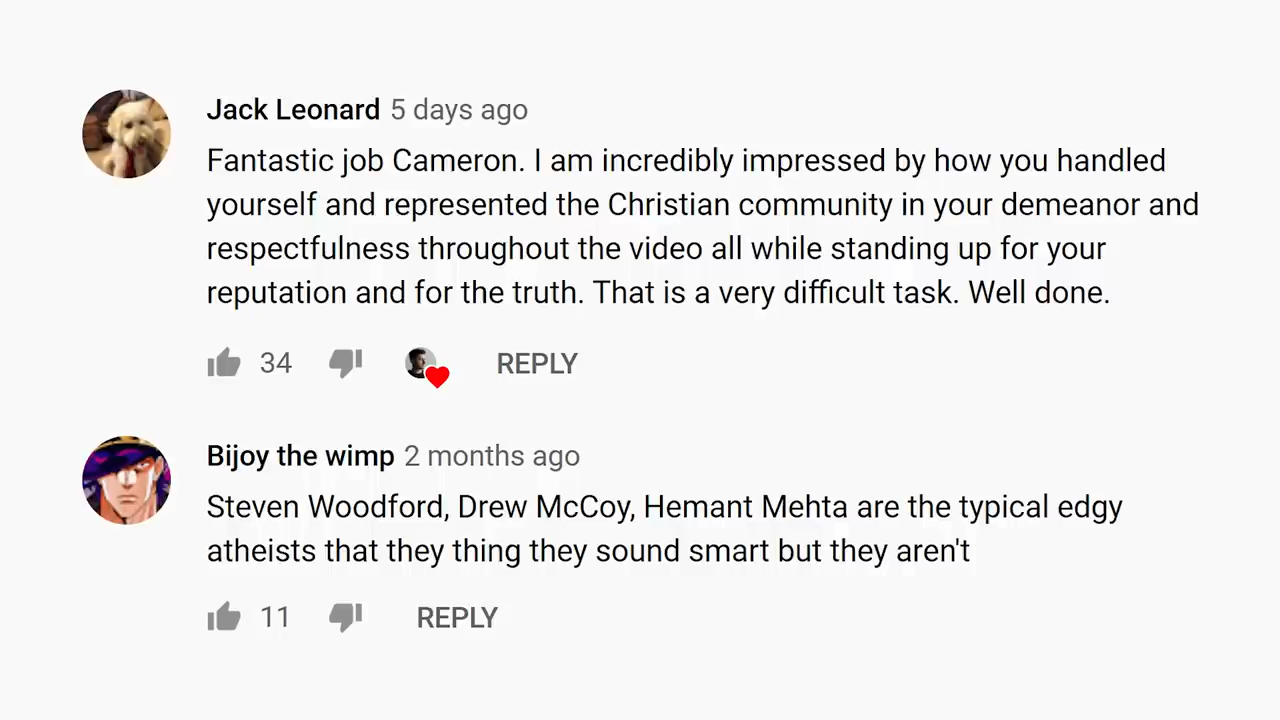 Jack Leonard 5 days ago
Fantastic job Cameron. I am incredibly impressed by how you handled
yourself and represented the Christian community in your demeanor and
respectfulness throughout the video all while standing up for your
reputation and for the truth. That is a very difficult task. Well done.
34 REPLY
Bijoy the wimp 2 months ago
Steven Woodford, Drew McCoy, Hemant Mehta are the typical edgy
atheists that they thing they sound smart but they aren't
11 REPLY